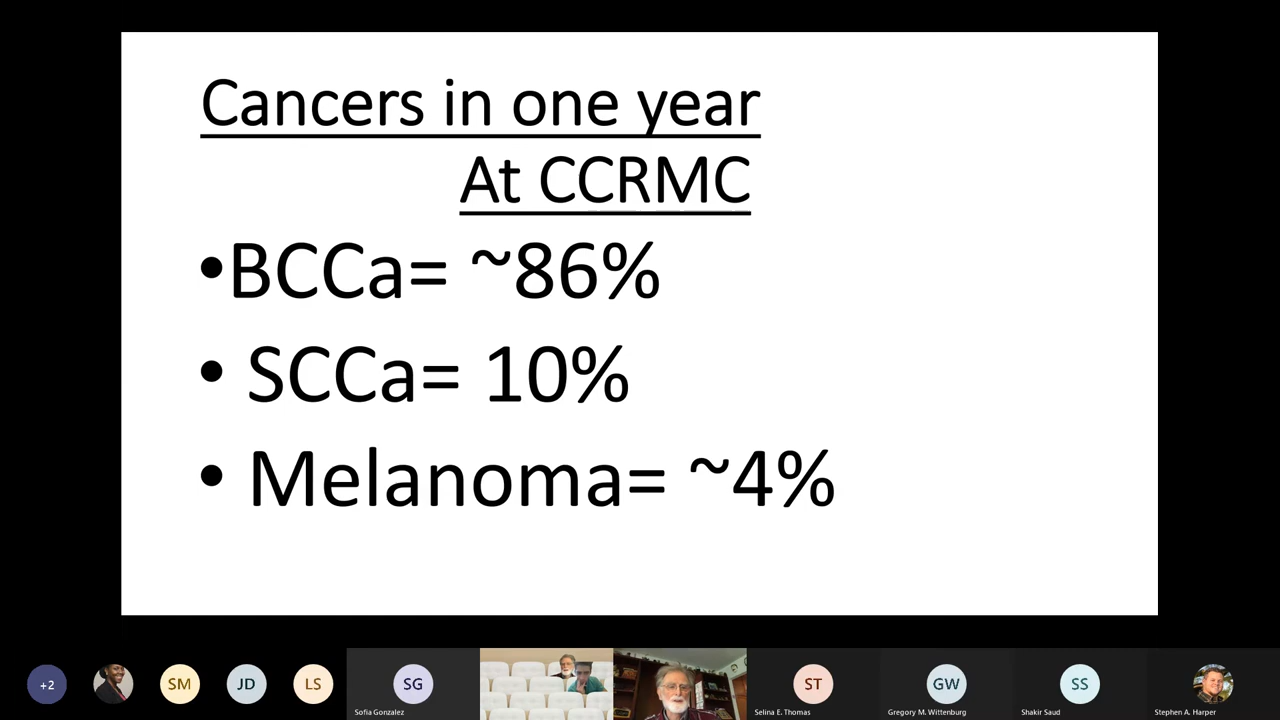 Cancers in one year
At CCRMC
•BCCa= ~86%
• SCCa= 10%
• Melanoma= ~4%
+2
SM
JD
LS
SG
Sofia Gonzalez
ST
Selina E. Thomas
GW
Gregory M. Wittenburg
SS
Shakir Saud
Stephen A. Harper